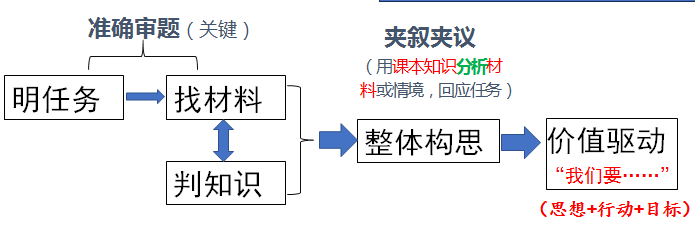 准确审题（关键）
明任务
找材料
判知识
夹叙夹议
（用课本知识分析材
料或情境，回应任务）
整体构思
价值驱动
“我们要……”
（思想+行动+目标）